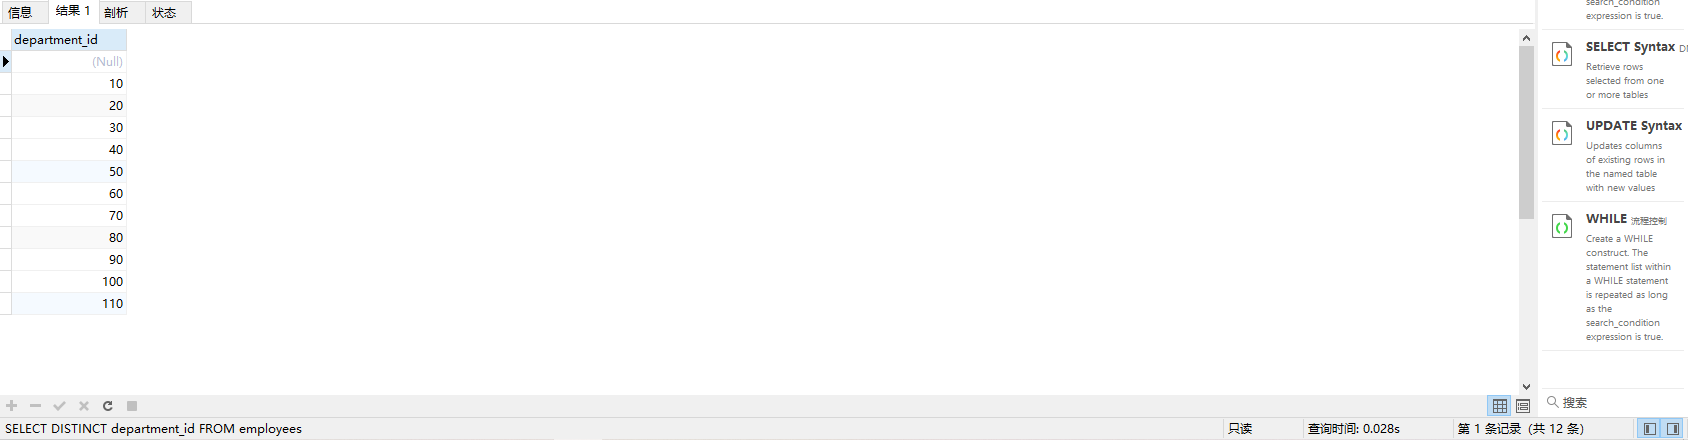 信息 结果 1 剖析 状态
department_id
(Null)
10
20
30
40
50
60
70
80
90
100
110
search_condition
expression is true.
SELECT Syntax
Retrieve rows
selected from one
or more tables
UPDATE Syntax
Updates columns
of existing rows in
the named table
with new values
WHILE 流程控制
Create a WHILE
construct. The
statement list within
a WHILE statement
is repeated as long
as the
search_condition
expression is true.
搜索
SELECT DISTINCT department_id FROM employees 只读 查询时间: 0.028s 第 1 条记录 (共 12 条)